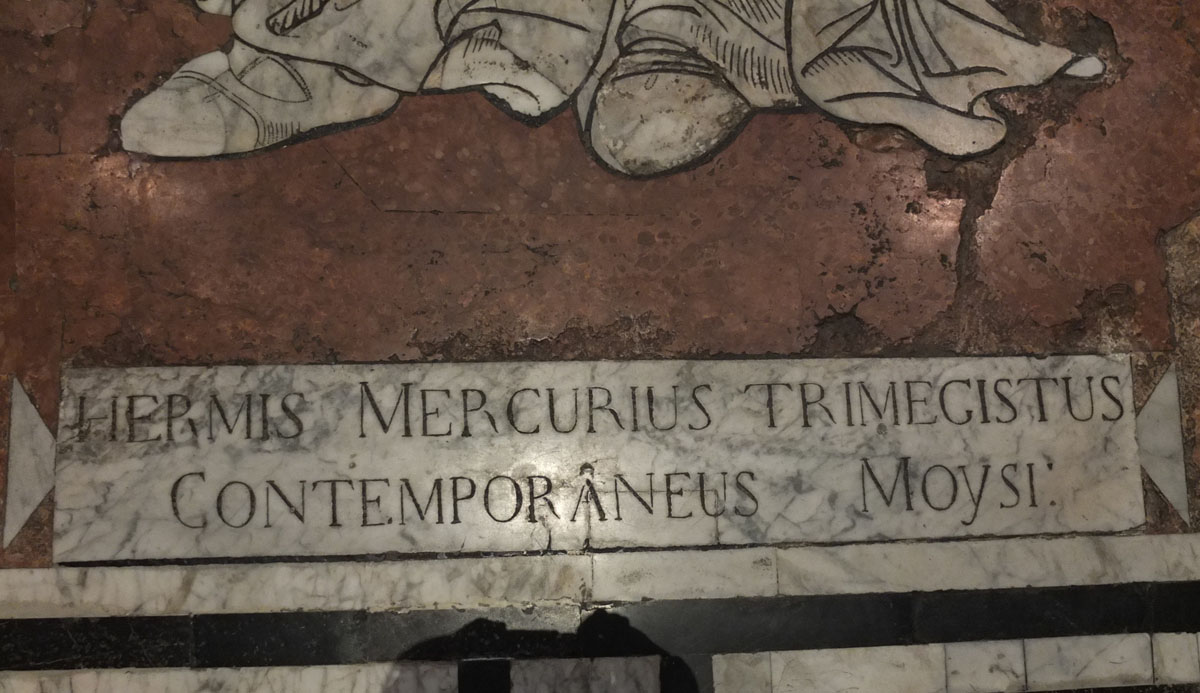 HERMIS MERCURIUS TRIMEGISTUS
CONTEMPORANEUS MOYSI: